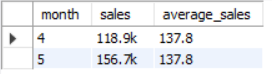 month sales average_sales
4 118.9k 137.8
5 156.7k 137.8